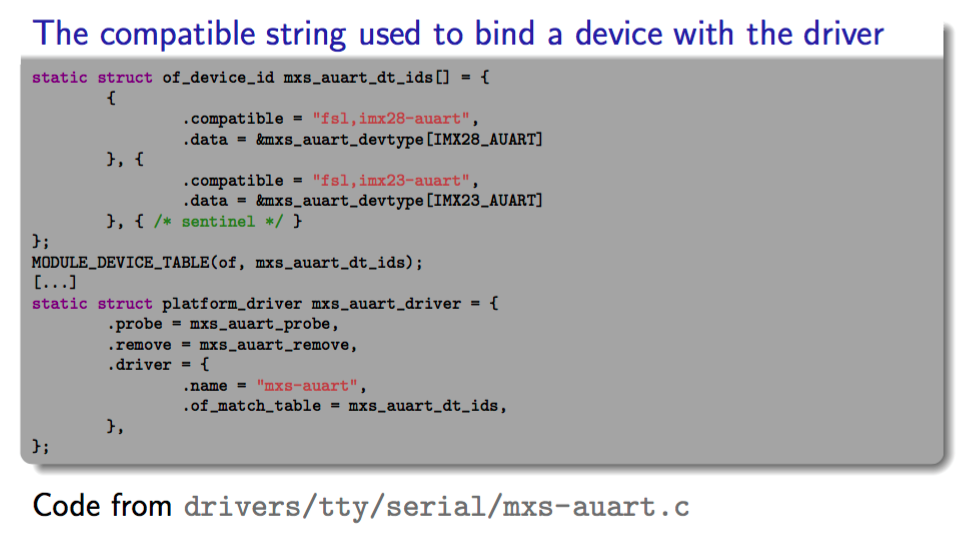 The compatible string used to bind a device with the driver
static struct of_device_id mxs_auart_dt_ids[] = {
        {
                .compatible = "fsl,imx28-auart",
                .data = &mxs_auart_devtype[IMX28_AUART]
        }, {
                .compatible = "fsl,imx23-auart",
                .data = &mxs_auart_devtype[IMX23_AUART]
        }, { /* sentinel */ }
};
MODULE_DEVICE_TABLE(of, mxs_auart_dt_ids);
[...]
static struct platform_driver mxs_auart_driver = {
        .probe = mxs_auart_probe,
        .remove = mxs_auart_remove,
        .driver = {
                .name = "mxs-auart",
                .of_match_table = mxs_auart_dt_ids,
        },
};
Code from drivers/tty/serial/mxs-auart.c